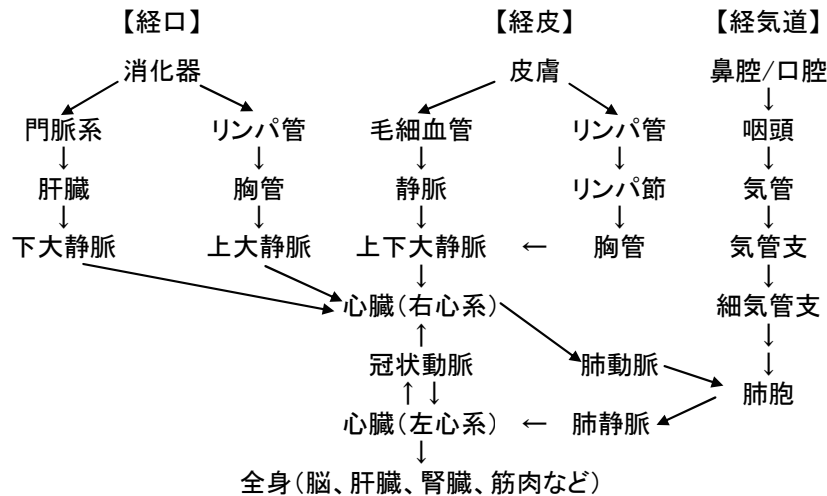 【経口】 【経皮】 【経気道】
消化器 皮膚 鼻腔/口腔
↓
門脈系 リンパ管 毛細血管 リンパ管 咽頭
↓ ↓ ↓ ↓ ↓
肝臓 胸管 静脈 リンパ節 気管
↓ ↓ ↓ ↓ ↓
下大静脈 上大静脈 上下大静脈 ← 胸管 気管支
↓ ↓
心臓(右心系) 細気管支
↑ ↓
冠状動脈 肺動脈 ↓
↑ ↓ 肺胞
心臓(左心系) ← 肺静脈
↓
全身(脳、肝臓、腎臓、筋肉など)